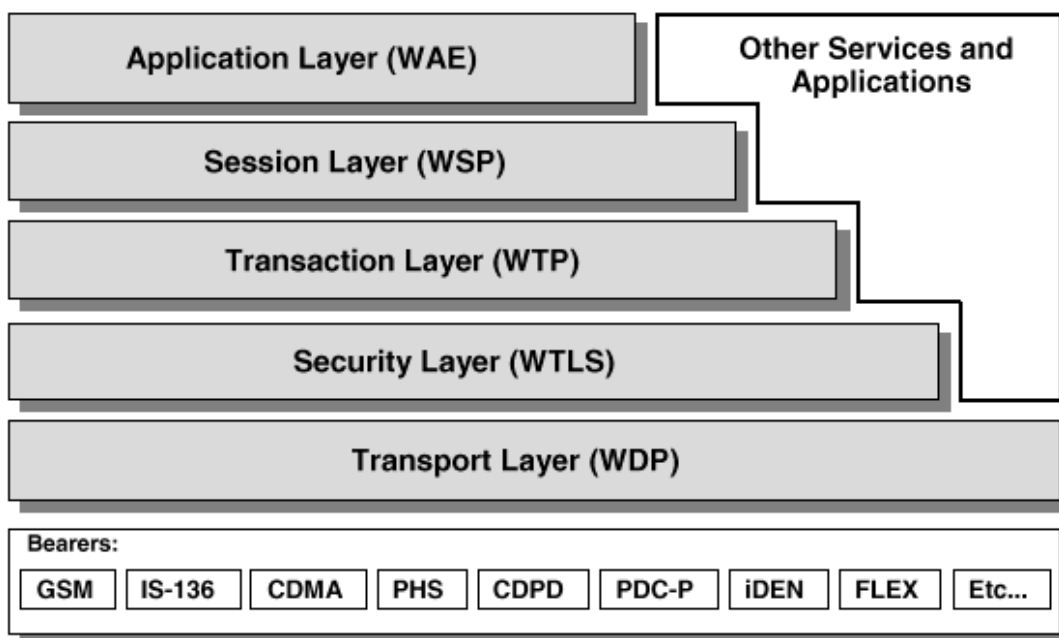 Application Layer (WAE)
Other Services and
Applications
Session Layer (WSP)
Transaction Layer (WTP)
Security Layer (WTLS)
Transport Layer (WDP)
Bearers:
GSM IS-136 CDMA PHS CDPD PDC-P iDEN FLEX Etc...